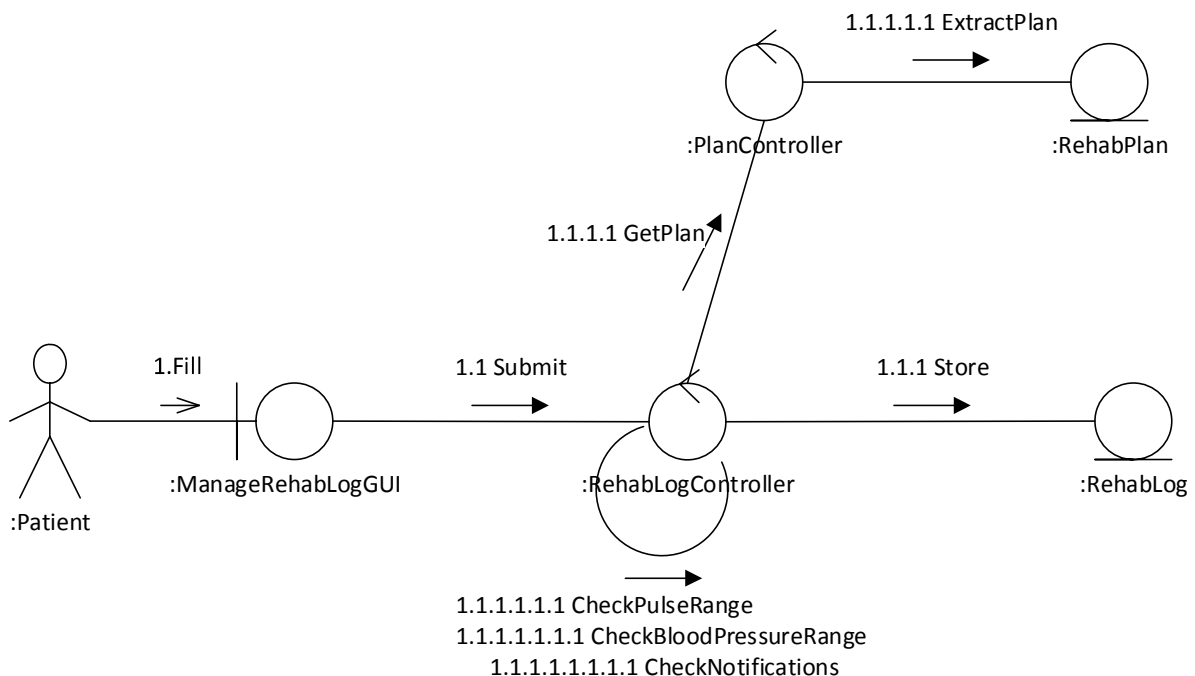 1.1.1.1.1 ExtractPlan
:PlanController
:RehabPlan
1.1.1.1 GetPlan
1.Fill
1.1 Submit
1.1.1 Store
:ManageRehabLogGUI
:RehabLogController
:RehabLog
:Patient
1.1.1.1.1.1 CheckPulseRange
1.1.1.1.1.1.1 CheckBloodPressureRange
1.1.1.1.1.1.1.1 CheckNotifications